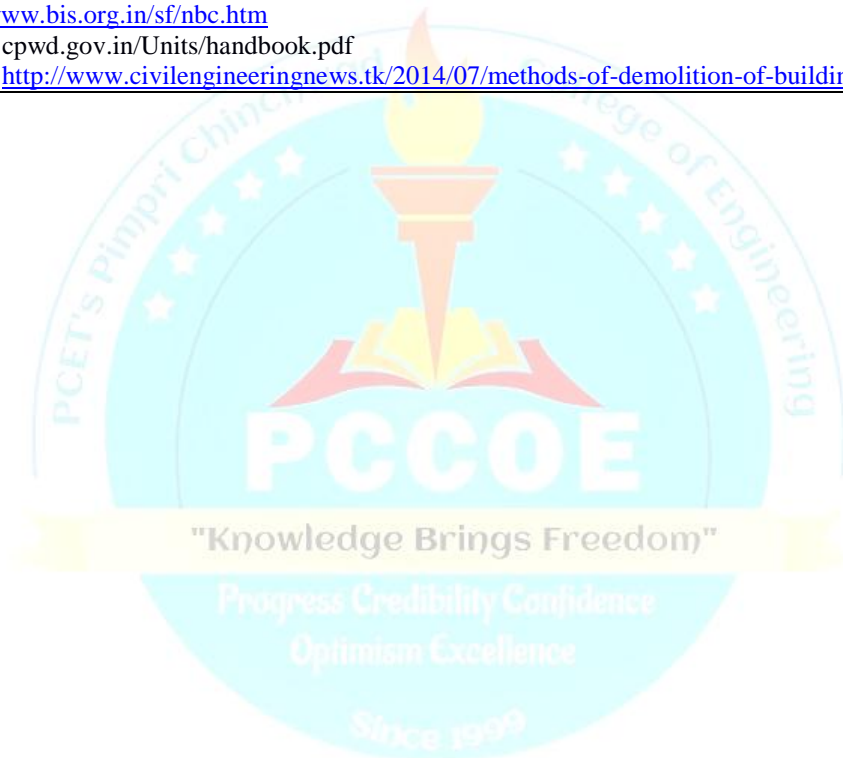 ww.bis.org.in/sf/nbc.htm
cpwd.gov.in/Units/handbook.pdf
http://www.civilengineeringnews.tk/2014/07/methods-of-demolition-of-buildin
PCET's Pimpri Chinchwad College of Engineering
PCCOE
"Knowledge Brings Freedom"
Progress Credibility Confidence
Optimism Excellence
Since 1999